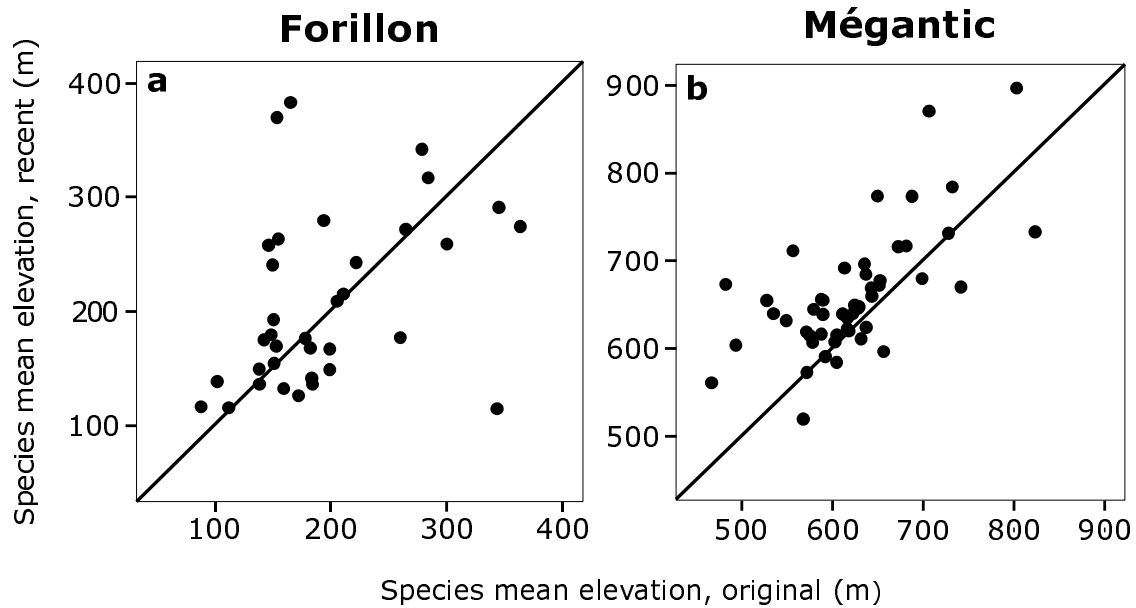 Forillon
Mégantic
Species mean elevation, recent (m)
a
400
300
200
100
100 200 300 400
b
900
800
700
600
500
500 600 700 800 900
Species mean elevation, original (m)